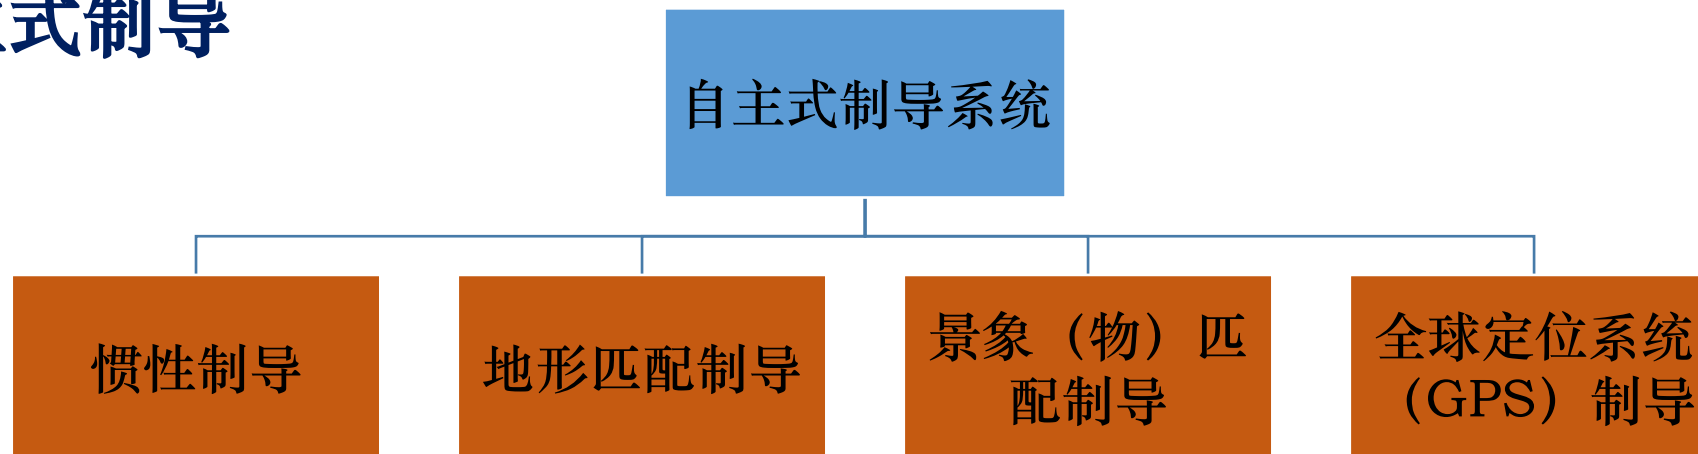 式制导
自主式制导系统
惯性制导
地形匹配制导
景象（物）匹
配制导
全球定位系统
（GPS）制导